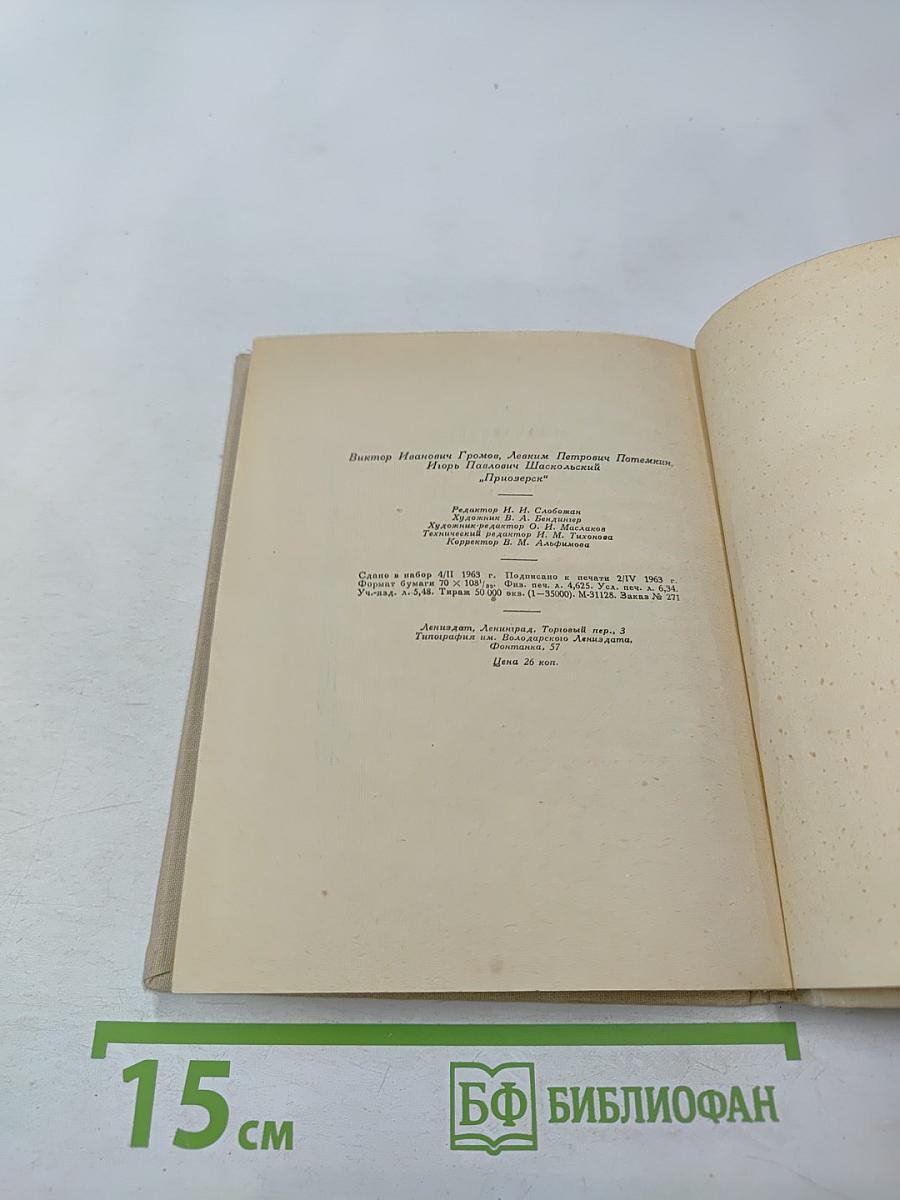 Виктор Иванович Громов, Левким Петрович Потемкин,
Игорь Павлович Шаскольский
„Приозерск“
Редактор И. И. Слобожан
Художник В. А. Бендингер
Художник-редактор О. И. Маслаков
Технический редактор И. М. Тихонова
Корректор В. М. Альфимова
Сдано в набор 4/II 1963 г. Подписано к печати 2/IV 1963 г.
Формат бумаги 70 × 108¹/₃₂. Физ. печ. л. 4,625. Усл. печ. л. 6,34.
Уч.-изд. л. 5,48. Тираж 50 000 экз. (1—35000). М-31128. Заказ № 271
Лениздат, Ленинград, Торговый пер., 3
Типография им. Володарского Лениздата,
Фонтанка, 57
Цена 26 коп.
15 см
БФ БИБЛИОФАН